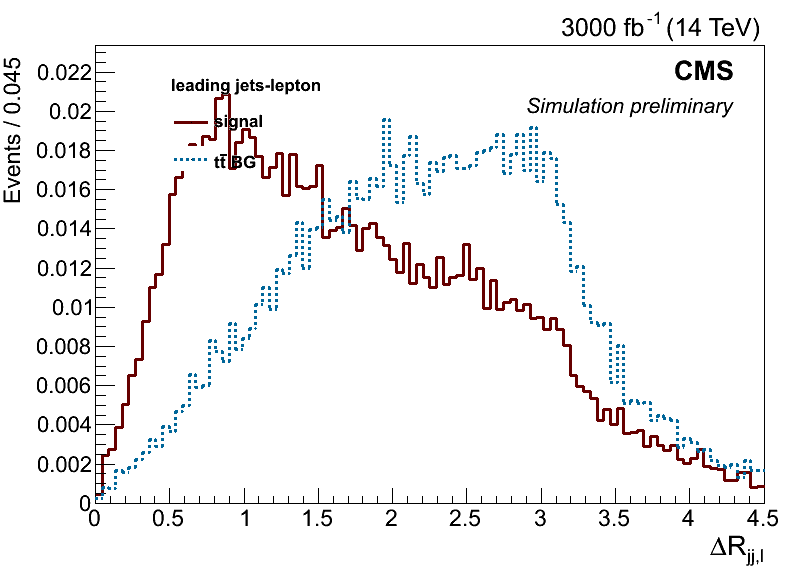 3000 fb⁻¹ (14 TeV)
CMS
Simulation preliminary
leading jets-lepton
signal
tt̄ BG
Events / 0.045
0.022
0.02
0.018
0.016
0.014
0.012
0.01
0.008
0.006
0.004
0.002
0
0 0.5 1 1.5 2 2.5 3 3.5 4 4.5
ΔR_jj,l